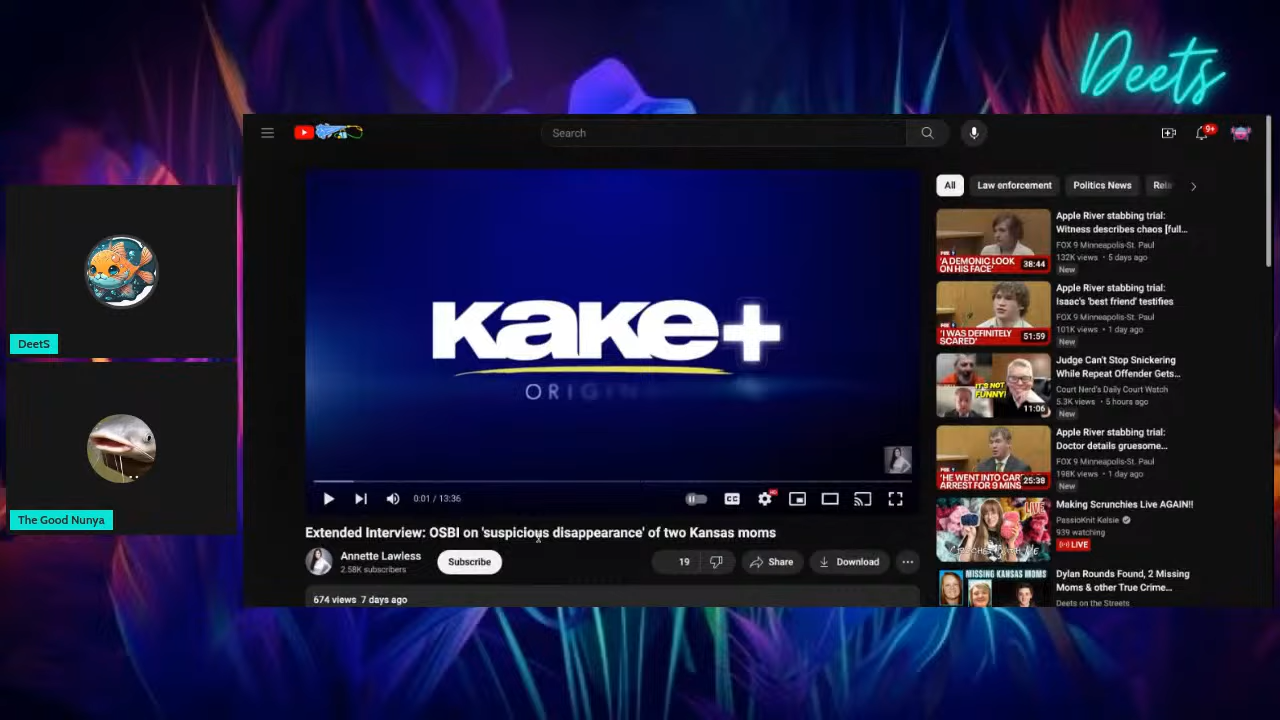 Deets
Search
9+
kake+
ORIGIN
0:01 / 13:36
CC
Extended Interview: OSBI on 'suspicious disappearance' of two Kansas moms
Annette Lawless
2.58K subscribers
Subscribe
19
Share
Download
674 views 7 days ago
All
Law enforcement
Politics News
Rela
'A DEMONIC LOOK
ON HIS FACE'
38:44
Apple River stabbing trial:
Witness describes chaos [full...
FOX 9 Minneapolis-St. Paul
132K views • 5 days ago
New
'I WAS DEFINITELY
SCARED'
51:59
Apple River stabbing trial:
Isaac's 'best friend' testifies
FOX 9 Minneapolis-St. Paul
101K views • 1 day ago
New
IT'S NOT
FUNNY!
11:06
Judge Can't Stop Snickering
While Repeat Offender Gets...
Court Nerd's Daily Court Watch
5.3K views • 5 hours ago
New
'HE WENT INTO CAR'
ARREST FOR 9 MINS
25:38
Apple River stabbing trial:
Doctor details gruesome...
FOX 9 Minneapolis-St. Paul
198K views • 1 day ago
New
LIVE
CROCHET WITH ME
Making Scrunchies Live AGAIN!!
PassioKnit Kelsie
939 watching
LIVE
MISSING KANSAS MOMS
Dylan Rounds Found, 2 Missing
Moms & other True Crime...
Deets on the Streets
DeetS
The Good Nunya